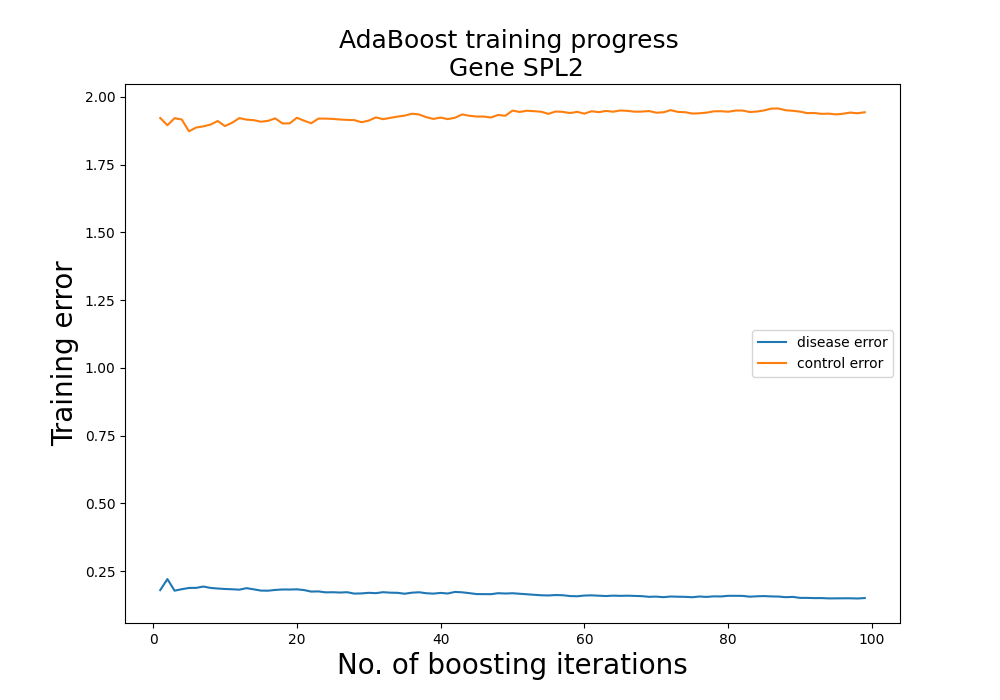 AdaBoost training progress
Gene SPL2
Training error
2.00
1.75
1.50
1.25
1.00
0.75
0.50
0.25
disease error
control error
0 20 40 60 80 100
No. of boosting iterations